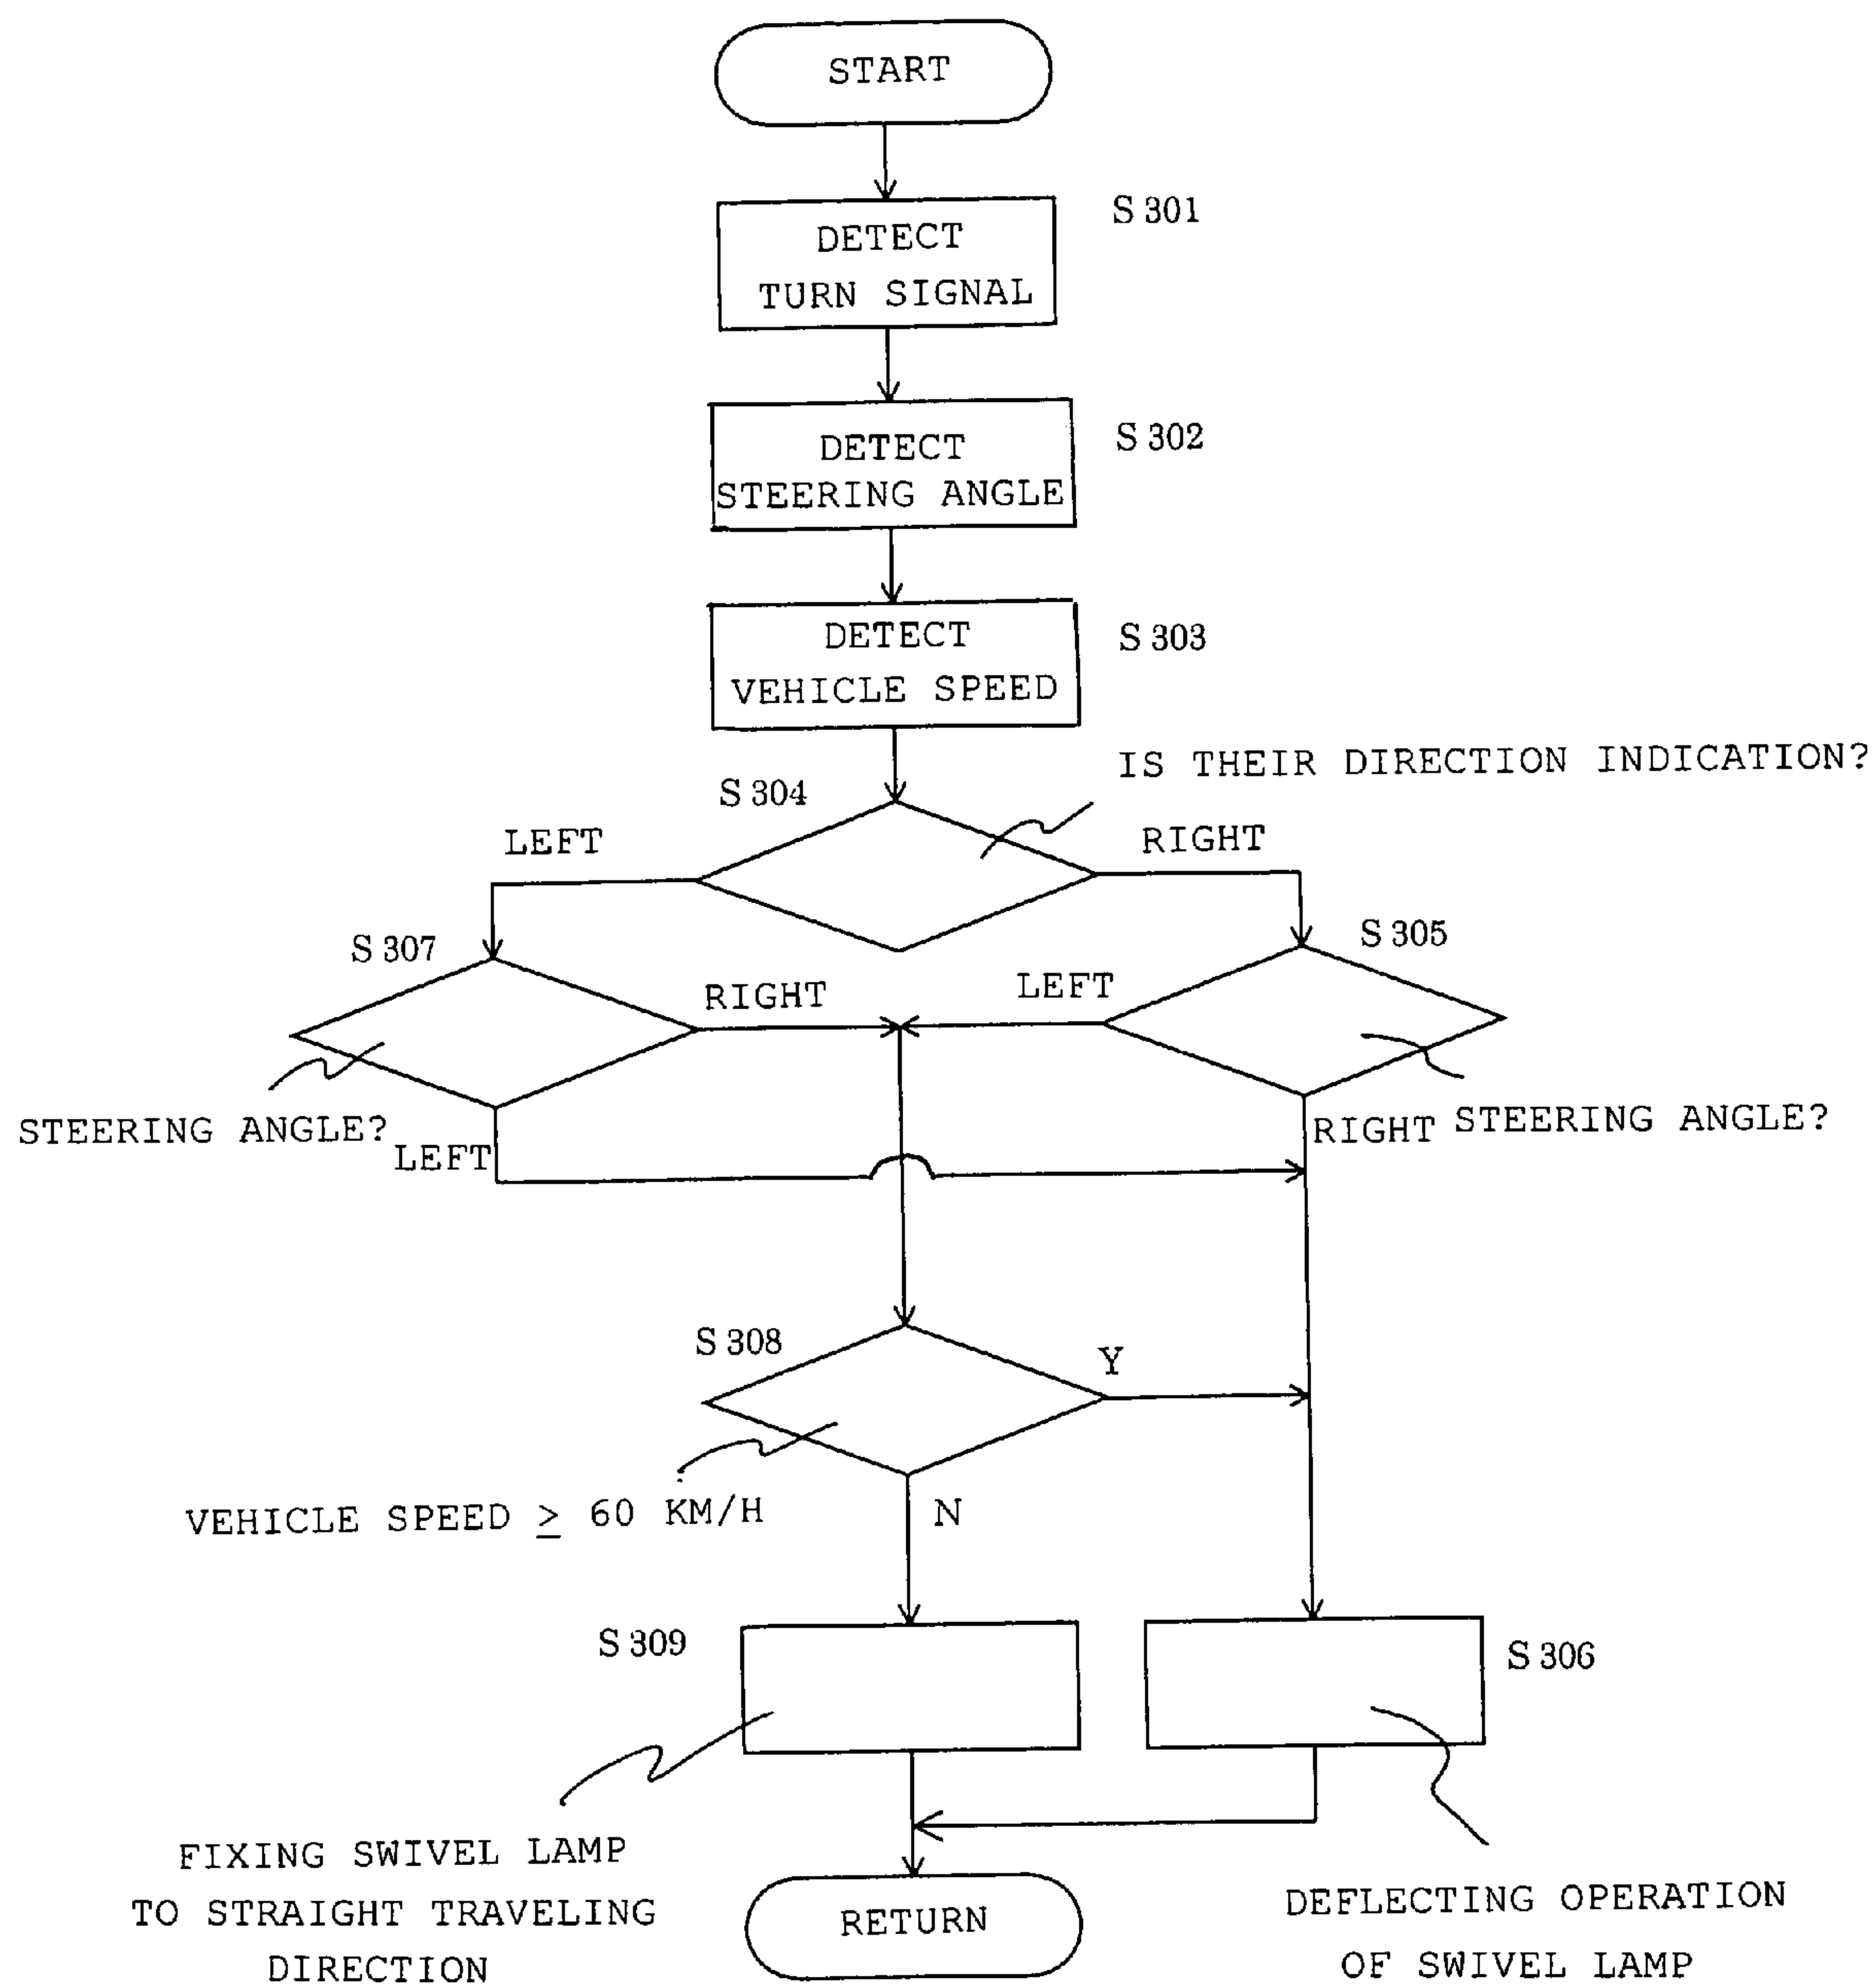 START
DETECT
TURN SIGNAL
S 301
DETECT
STEERING ANGLE
S 302
DETECT
VEHICLE SPEED
S 303
IS THEIR DIRECTION INDICATION?
S 304
LEFT
RIGHT
S 307
S 305
RIGHT
LEFT
STEERING ANGLE?
LEFT
RIGHT
STEERING ANGLE?
S 308
Y
VEHICLE SPEED ≥ 60 KM/H
N
S 309
S 306
FIXING SWIVEL LAMP
TO STRAIGHT TRAVELING
DIRECTION
RETURN
DEFLECTING OPERATION
OF SWIVEL LAMP